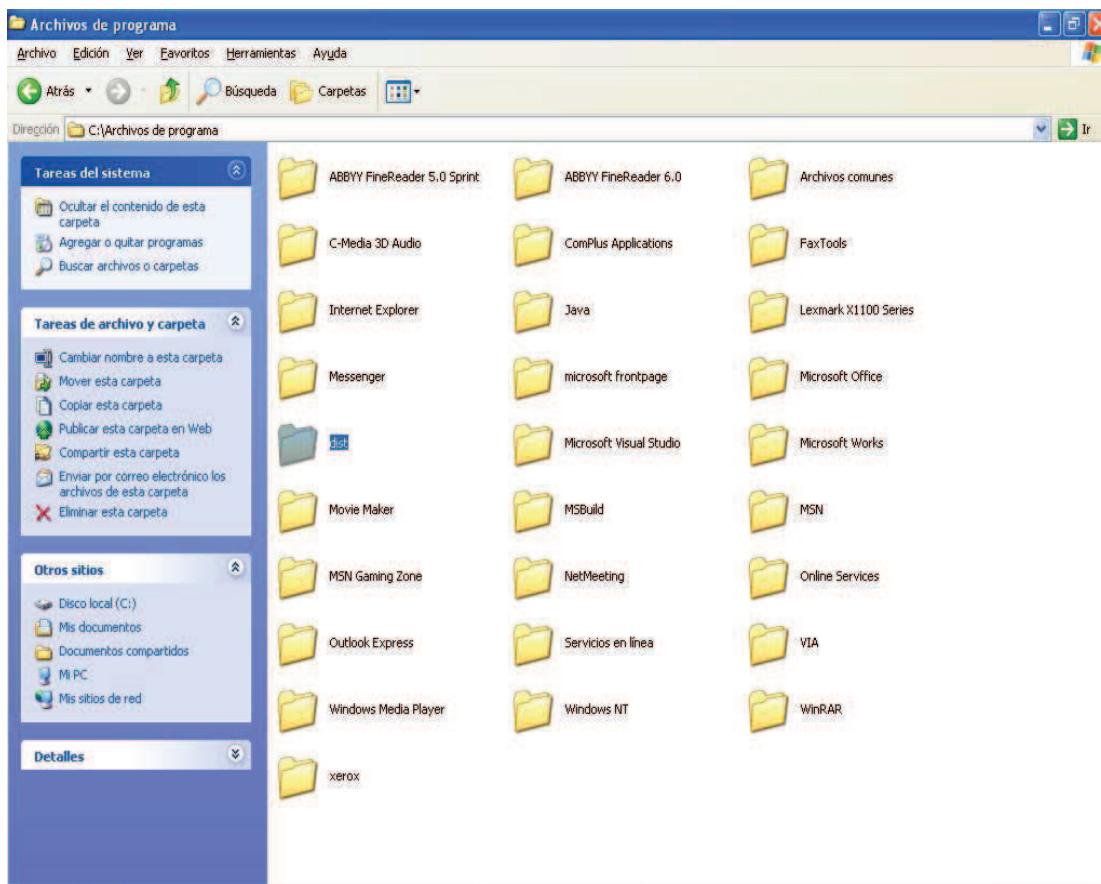 Archivos de programa
Archivo Edición Ver Favoritos Herramientas Ayuda
Atrás Búsqueda Carpetas
Dirección C:\Archivos de programa Ir
Tareas del sistema
Ocultar el contenido de esta
carpeta
Agregar o quitar programas
Buscar archivos o carpetas
Tareas de archivo y carpeta
Cambiar nombre a esta carpeta
Mover esta carpeta
Copiar esta carpeta
Publicar esta carpeta en Web
Compartir esta carpeta
Enviar por correo electrónico los
archivos de esta carpeta
Eliminar esta carpeta
Otros sitios
Disco local (C:)
Mis documentos
Documentos compartidos
Mi PC
Mis sitios de red
Detalles
ABBYY FineReader 5.0 Sprint ABBYY FineReader 6.0 Archivos comunes
C-Media 3D Audio ComPlus Applications FaxTools
Internet Explorer Java Lexmark X1100 Series
Messenger microsoft frontpage Microsoft Office
dist Microsoft Visual Studio Microsoft Works
Movie Maker MSBuild MSN
MSN Gaming Zone NetMeeting Online Services
Outlook Express Servicios en línea VIA
Windows Media Player Windows NT WinRAR
xerox